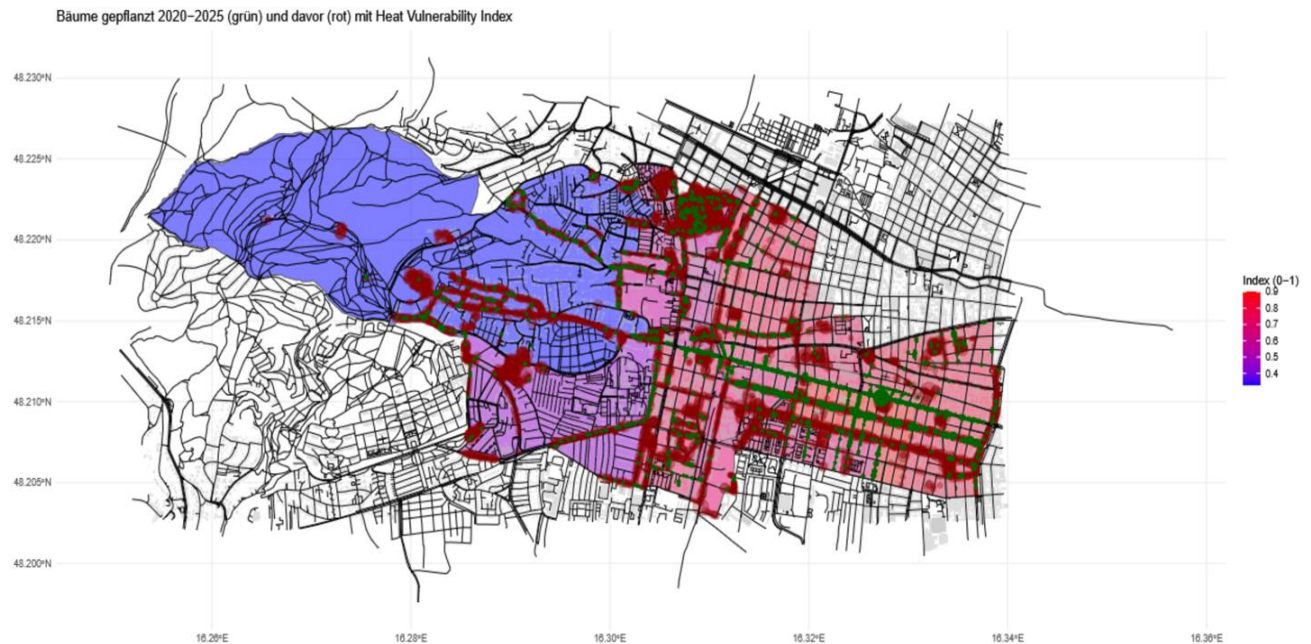 Bäume gepflanzt 2020−2025 (grün) und davor (rot) mit Heat Vulnerability Index
48.230°N
48.225°N
48.220°N
48.215°N
48.210°N
48.205°N
48.200°N
Index (0−1)
0.9
0.8
0.7
0.6
0.5
0.4
16.26°E
16.28°E
16.30°E
16.32°E
16.34°E
16.36°E